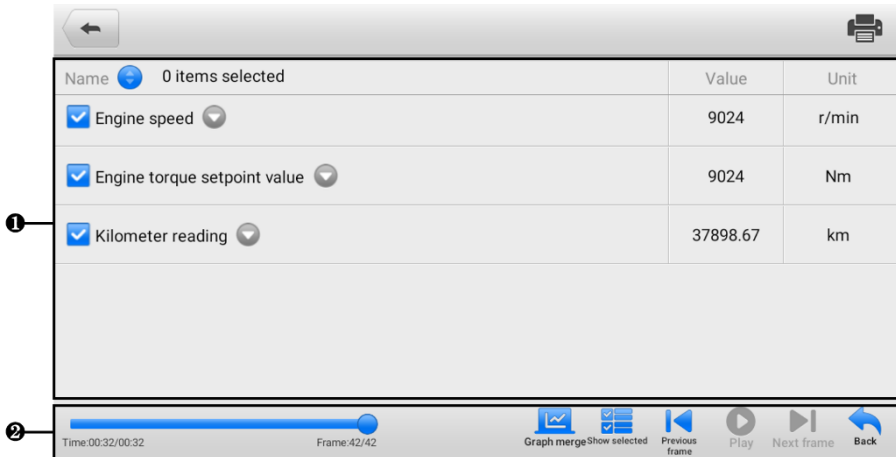 Name 0 items selected Value Unit
Engine speed 9024 r/min
Engine torque setpoint value 9024 Nm
❶
Kilometer reading 37898.67 km
❷
Time:00:32/00:32 Frame:42/42 Graph merge Show selected Previous frame Play Next frame Back